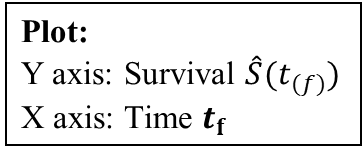 Plot:
Y axis: Survival Ŝ(t₍f₎)
X axis: Time t_f